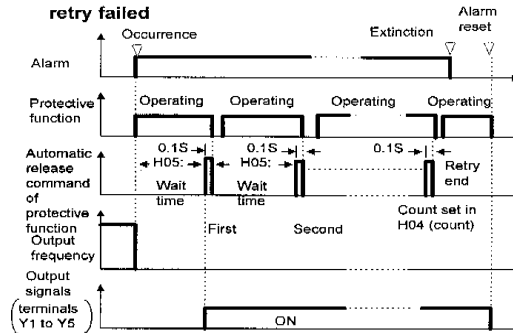 retry failed
Alarm
reset
Occurrence
Extinction
Alarm
Protective
function
Operating
Operating
Operating
Operating
0.1S
0.1S
0.1S
Automatic
release
command
of
protective
function
H05:
Wait
time
H05:
Wait
time
Retry
end
Count set in
H04 (count)
Output
frequency
First
Second
Output
signals
(terminals
Y1 to Y5)
ON